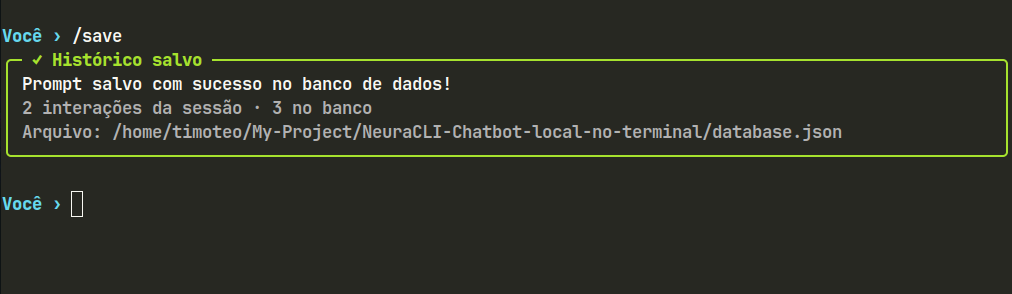 Você › /save
✓ Histórico salvo
Prompt salvo com sucesso no banco de dados!
2 interações da sessão · 3 no banco
Arquivo: /home/timoteo/My-Project/NeuraCLI-Chatbot-local-no-terminal/database.json
Você ›